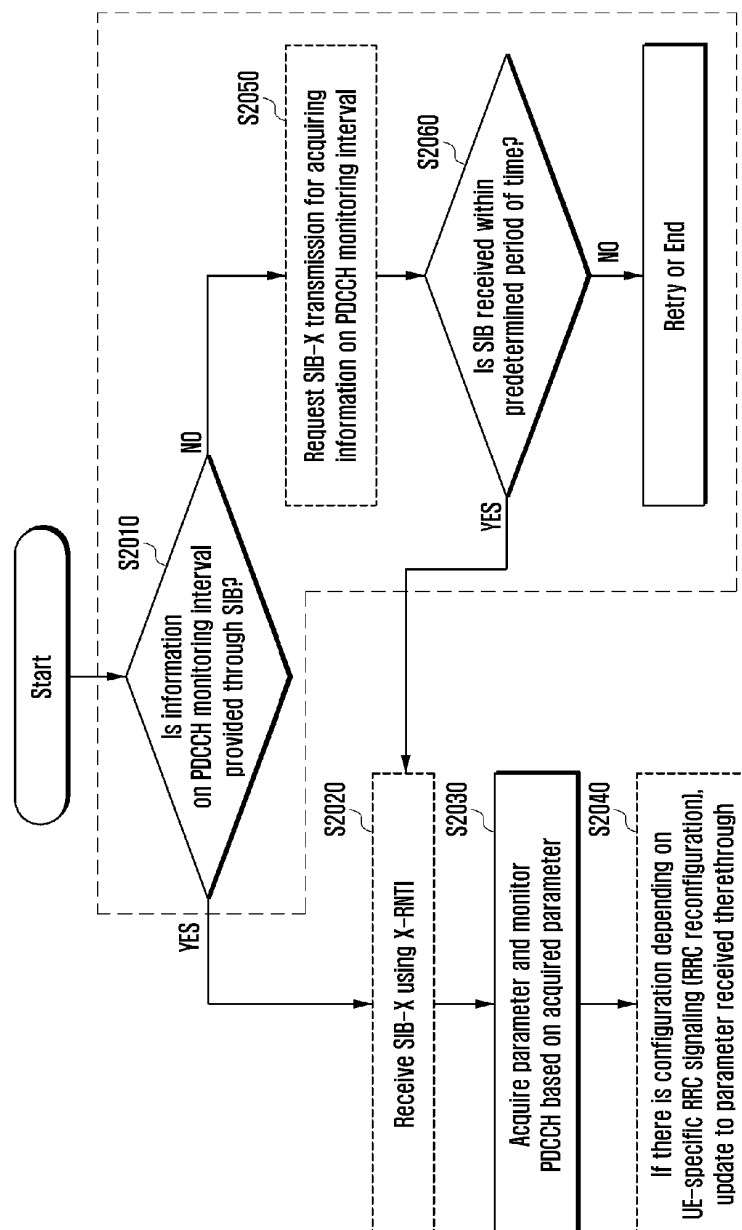 Start
S2010
Is information
on PDCCH monitoring interval
provided through SIB?
YES
NO
S2020
Receive SIB-X using X-RNTI
S2030
Acquire parameter and monitor
PDCCH based on acquired parameter
S2040
If there is configuration depending on
UE-specific RRC signaling (RRC reconfiguration),
update to parameter received therethrough
S2050
Request SIB-X transmission for acquiring
information on PDCCH monitoring interval
S2060
Is SIB received within
predetermined period of time?
YES
NO
Retry or End